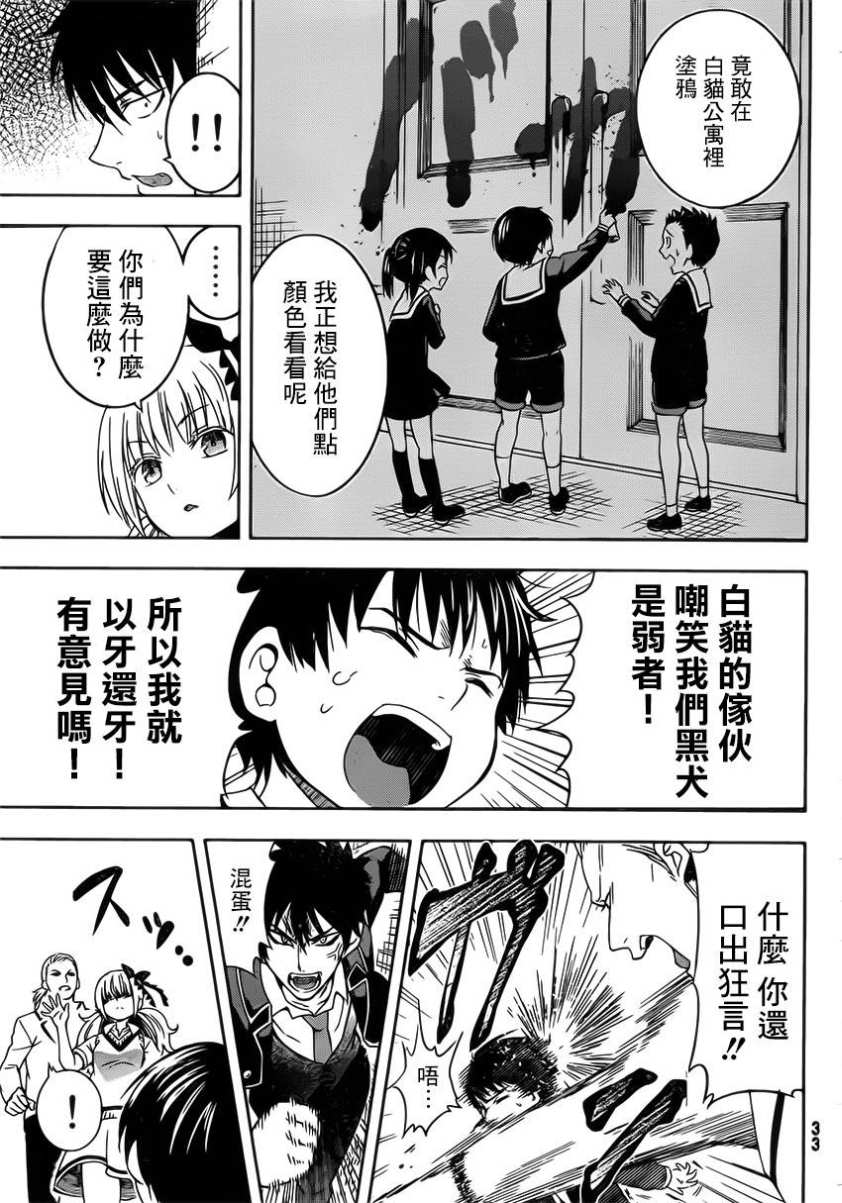 竟敢在
白貓公寓裡
塗鴉
我正想給他們點
顏色看看呢
！！
……
你們為什麼
要這麼做？
白貓的傢伙
嘲笑我們黑犬
是弱者！
所以我就
以牙還牙！
有意見嗎！
什麼 你還
口出狂言！！
ガッ
唔…
混蛋！！
スッ
！
33